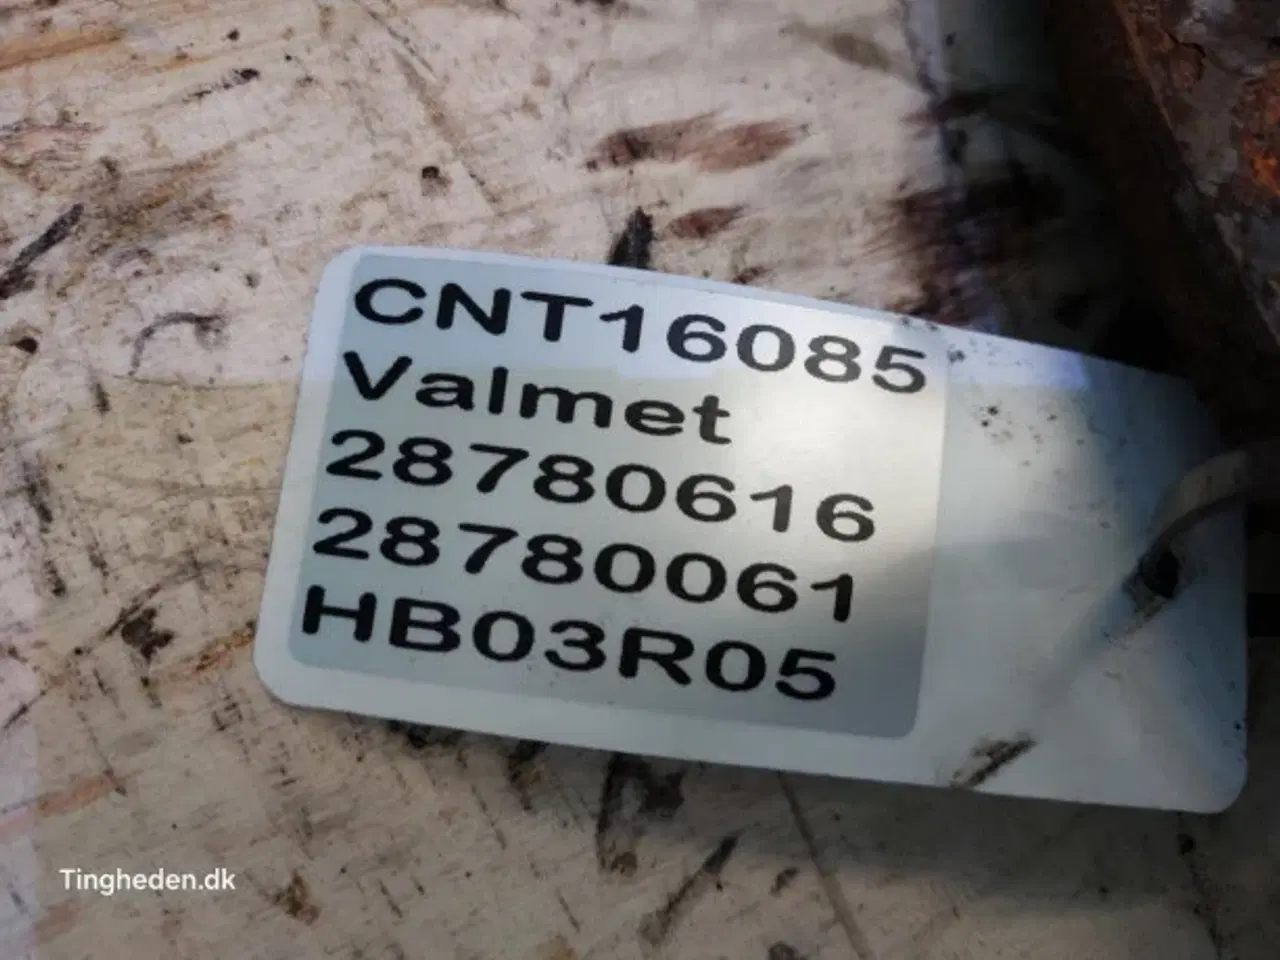 CNT16085
Valmet
28780616
28780061
HB03R05
Tingheden.dk